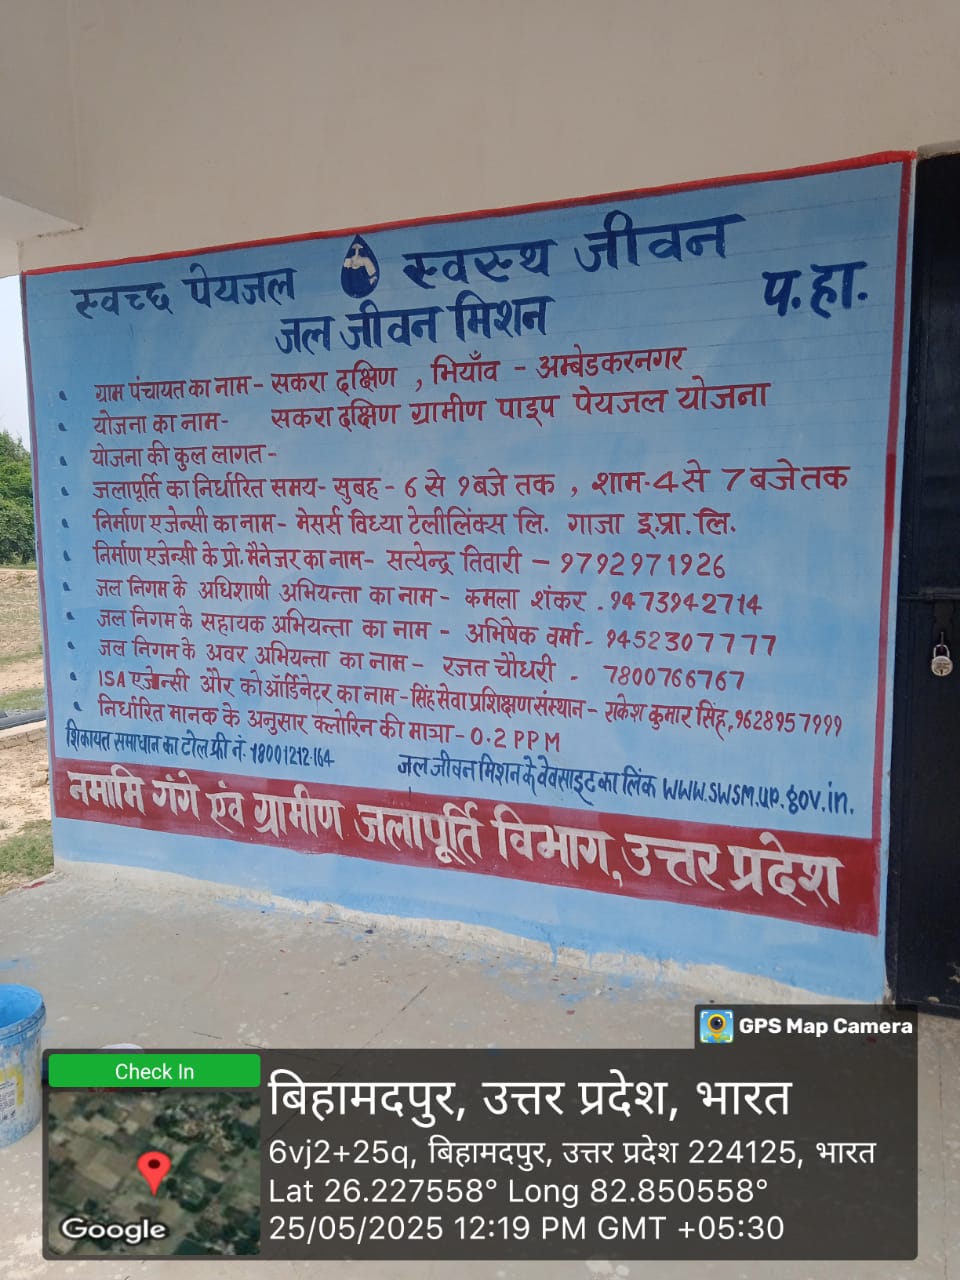 स्वच्छ पेयजल स्वस्थ जीवन
जल जीवन मिशन
प.हा.
ग्राम पंचायत का नाम - सकरा दक्षिण , भियाँव - अम्बेडकरनगर
योजना का नाम- सकरा दक्षिण ग्रामीण पाइप पेयजल योजना
योजना की कुल लागत -
जलापूर्ति का निर्धारित समय- सुबह- 6 से 9 बजे तक , शाम-4 से 7 बजे तक
निर्माण एजेन्सी का नाम- मेसर्स विध्या टेलीलिंक्स लि. गाजा इ.प्रा. लि.
निर्माण एजेन्सी के प्रो. मैनेजर का नाम- सत्येन्द्र तिवारी - 9792971926
जल निगम के अधिशाषी अभियन्ता का नाम - कमला शंकर . 9473942714
जल निगम के सहायक अभियन्ता का नाम - अभिषेक वर्मा- 9452307777
जल निगम के अवर अभियन्ता का नाम - रजत चौधरी . 7800766767
ISA एजेन्सी और को ऑर्डिनेटर का नाम - सिंह सेवा प्रशिक्षण संस्थान - राकेश कुमार सिंह, 9628957999
निर्धारित मानक के अनुसार क्लोरिन की मात्रा - 0.2 PPM
शिकायत समाधान का टोल फ्री नं. 18001212164
जल जीवन मिशन के वेवसाइट का लिंक www.swsm.up.gov.in.
नमामि गंगे एंव ग्रामीण जलापूर्ति विभाग, उत्तर प्रदेश
GPS Map Camera
Check In
बिहामदपुर, उत्तर प्रदेश, भारत
6vj2+25q, बिहामदपुर, उत्तर प्रदेश 224125, भारत
Lat 26.227558° Long 82.850558°
25/05/2025 12:19 PM GMT +05:30
Google